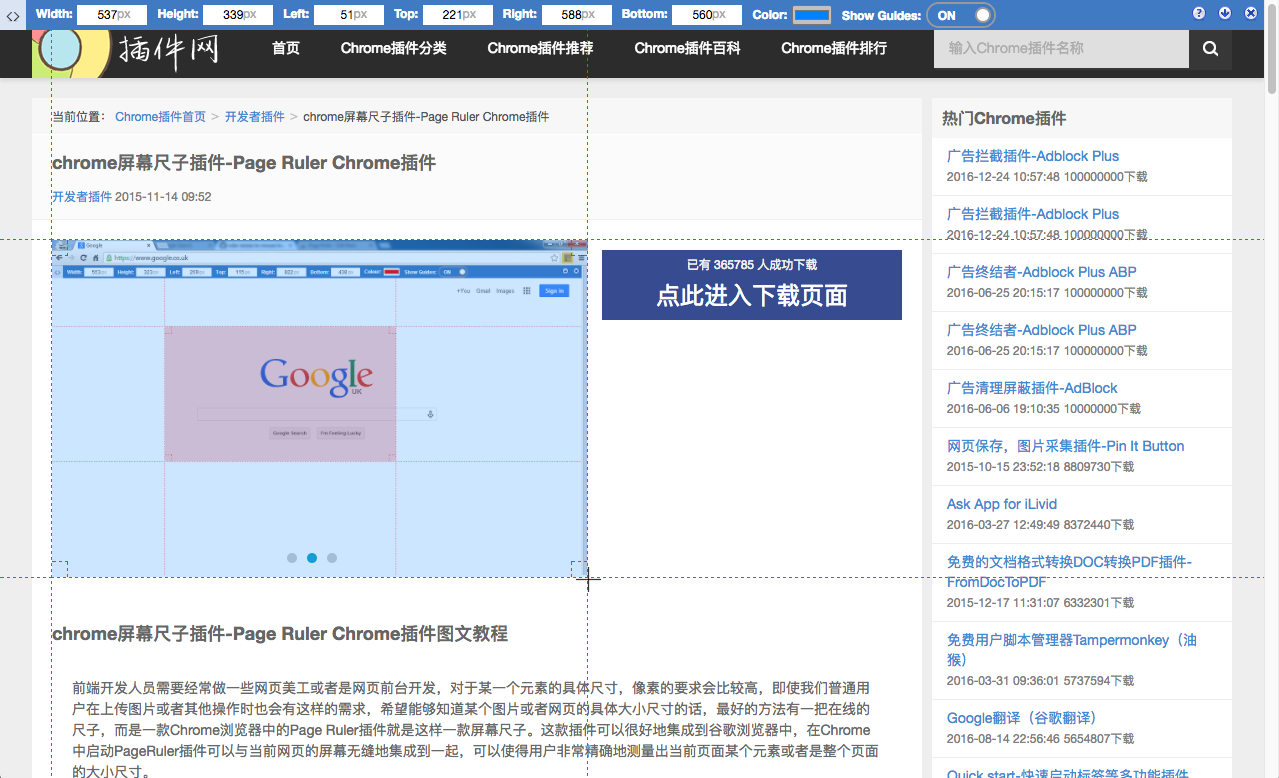 Width: 537px Height: 339px Left: 51px Top: 221px Right: 588px Bottom: 560px Color: Show Guides: ON
插件网 首页 Chrome插件分类 Chrome插件推荐 Chrome插件百科 Chrome插件排行 输入Chrome插件名称
当前位置： Chrome插件首页 > 开发者插件 > chrome屏幕尺子插件-Page Ruler Chrome插件
chrome屏幕尺子插件-Page Ruler Chrome插件
开发者插件 2015-11-14 09:52
Google
https://www.google.co.uk
Width: Height: 323px Left: Top: Right: Bottom: Colour: Show Guides: ON
+You Gmail Images Sign in
Google
UK
Google Search I'm Feeling Lucky
已有 365785 人成功下载
点此进入下载页面
chrome屏幕尺子插件-Page Ruler Chrome插件图文教程
前端开发人员需要经常做一些网页美工或者是网页前台开发，对于某一个元素的具体尺寸，像素的要求会比较高，即使我们普通用
户在上传图片或者其他操作时也会有这样的需求，希望能够知道某个图片或者网页的具体大小尺寸的话，最好的方法有一把在线的
尺子，而是一款Chrome浏览器中的Page Ruler插件就是这样一款屏幕尺子。这款插件可以很好地集成到谷歌浏览器中，在Chrome
中启动PageRuler插件可以与当前网页的屏幕无缝地集成到一起，可以使得用户非常精确地测量出当前页面某个元素或者是整个页面
的大小尺寸。
热门Chrome插件
广告拦截插件-Adblock Plus
2016-12-24 10:57:48 100000000下载
广告拦截插件-Adblock Plus
2016-12-24 10:57:48 100000000下载
广告终结者-Adblock Plus ABP
2016-06-25 20:15:17 100000000下载
广告终结者-Adblock Plus ABP
2016-06-25 20:15:17 100000000下载
广告清理屏蔽插件-AdBlock
2016-06-06 19:10:35 10000000下载
网页保存，图片采集插件-Pin It Button
2015-10-15 23:52:18 8809730下载
Ask App for iLivid
2016-03-27 12:49:49 8372440下载
免费的文档格式转换DOC转换PDF插件-
FromDocToPDF
2015-12-17 11:31:07 6332301下载
免费用户脚本管理器Tampermonkey（油
猴）
2016-03-31 09:36:01 5737594下载
Google翻译（谷歌翻译）
2016-08-14 22:56:46 5654807下载
Quick start-快速启动标签等多功能插件